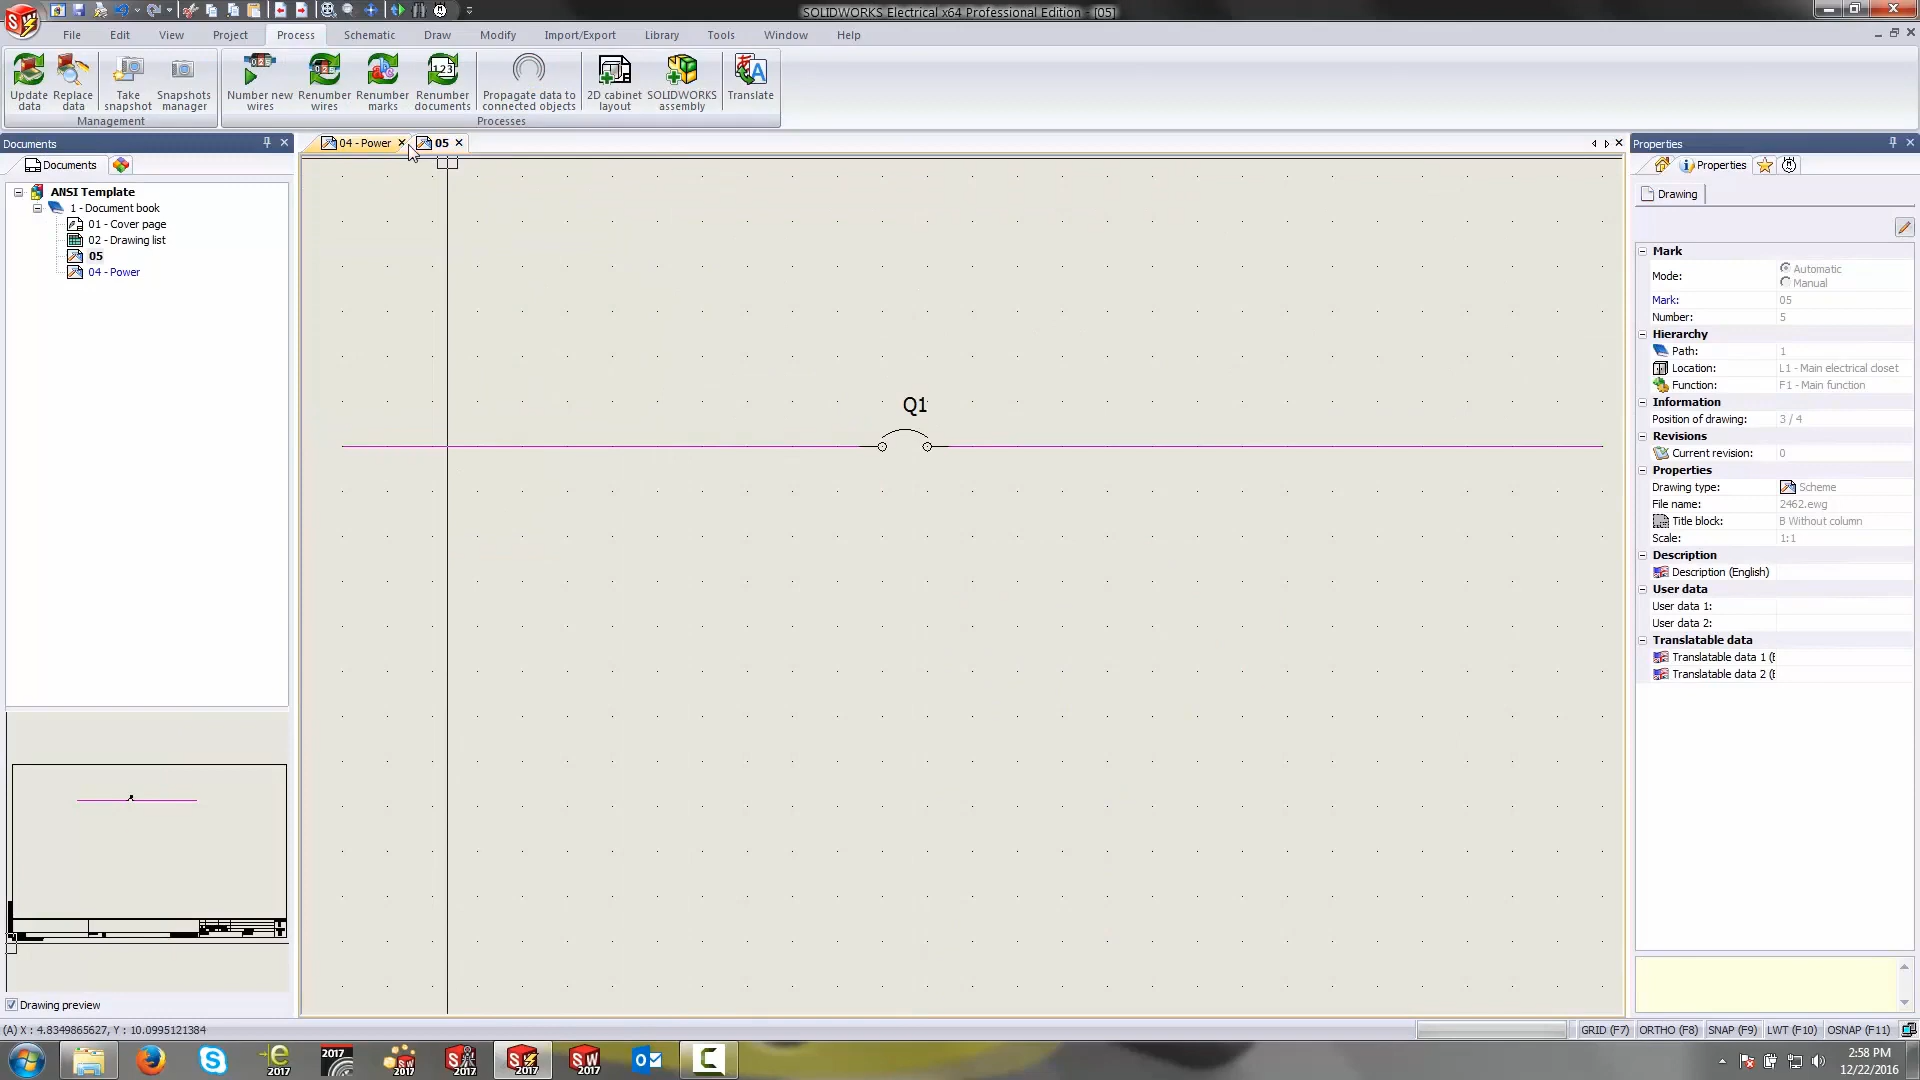 SOLIDWORKS Electrical x64 Professional Edition - [05]
File Edit View Project Process Schematic Draw Modify Import/Export Library Tools Window Help
Update data
Replace data
Take snapshot
Snapshots manager
Number new wires
Renumber wires
Renumber marks
Renumber documents
Propagate data to connected objects
2D cabinet layout
SOLIDWORKS assembly
Translate
Management
Processes
Documents
04 - Power
05
Properties
Documents
Properties
ANSI Template
1 - Document book
01 - Cover page
02 - Drawing list
05
04 - Power
Q1
Drawing
Mark
Mode: Automatic
Manual
Mark: 05
Number: 5
Hierarchy
Path: 1
Location: L1 - Main electrical closet
Function: F1 - Main function
Information
Position of drawing: 3 / 4
Revisions
Current revision: 0
Properties
Drawing type: Scheme
File name: 2462.ewg
Title block: B Without column
Scale: 1:1
Description
Description (English)
User data
User data 1:
User data 2:
Translatable data
Translatable data 1 (E
Translatable data 2 (E
Drawing preview
(A) X : 4.8349865627, Y : 10.0995121384
GRID (F7) ORTHO (F8) SNAP (F9) LWT (F10) OSNAP (F11)
2:58 PM
12/22/2016